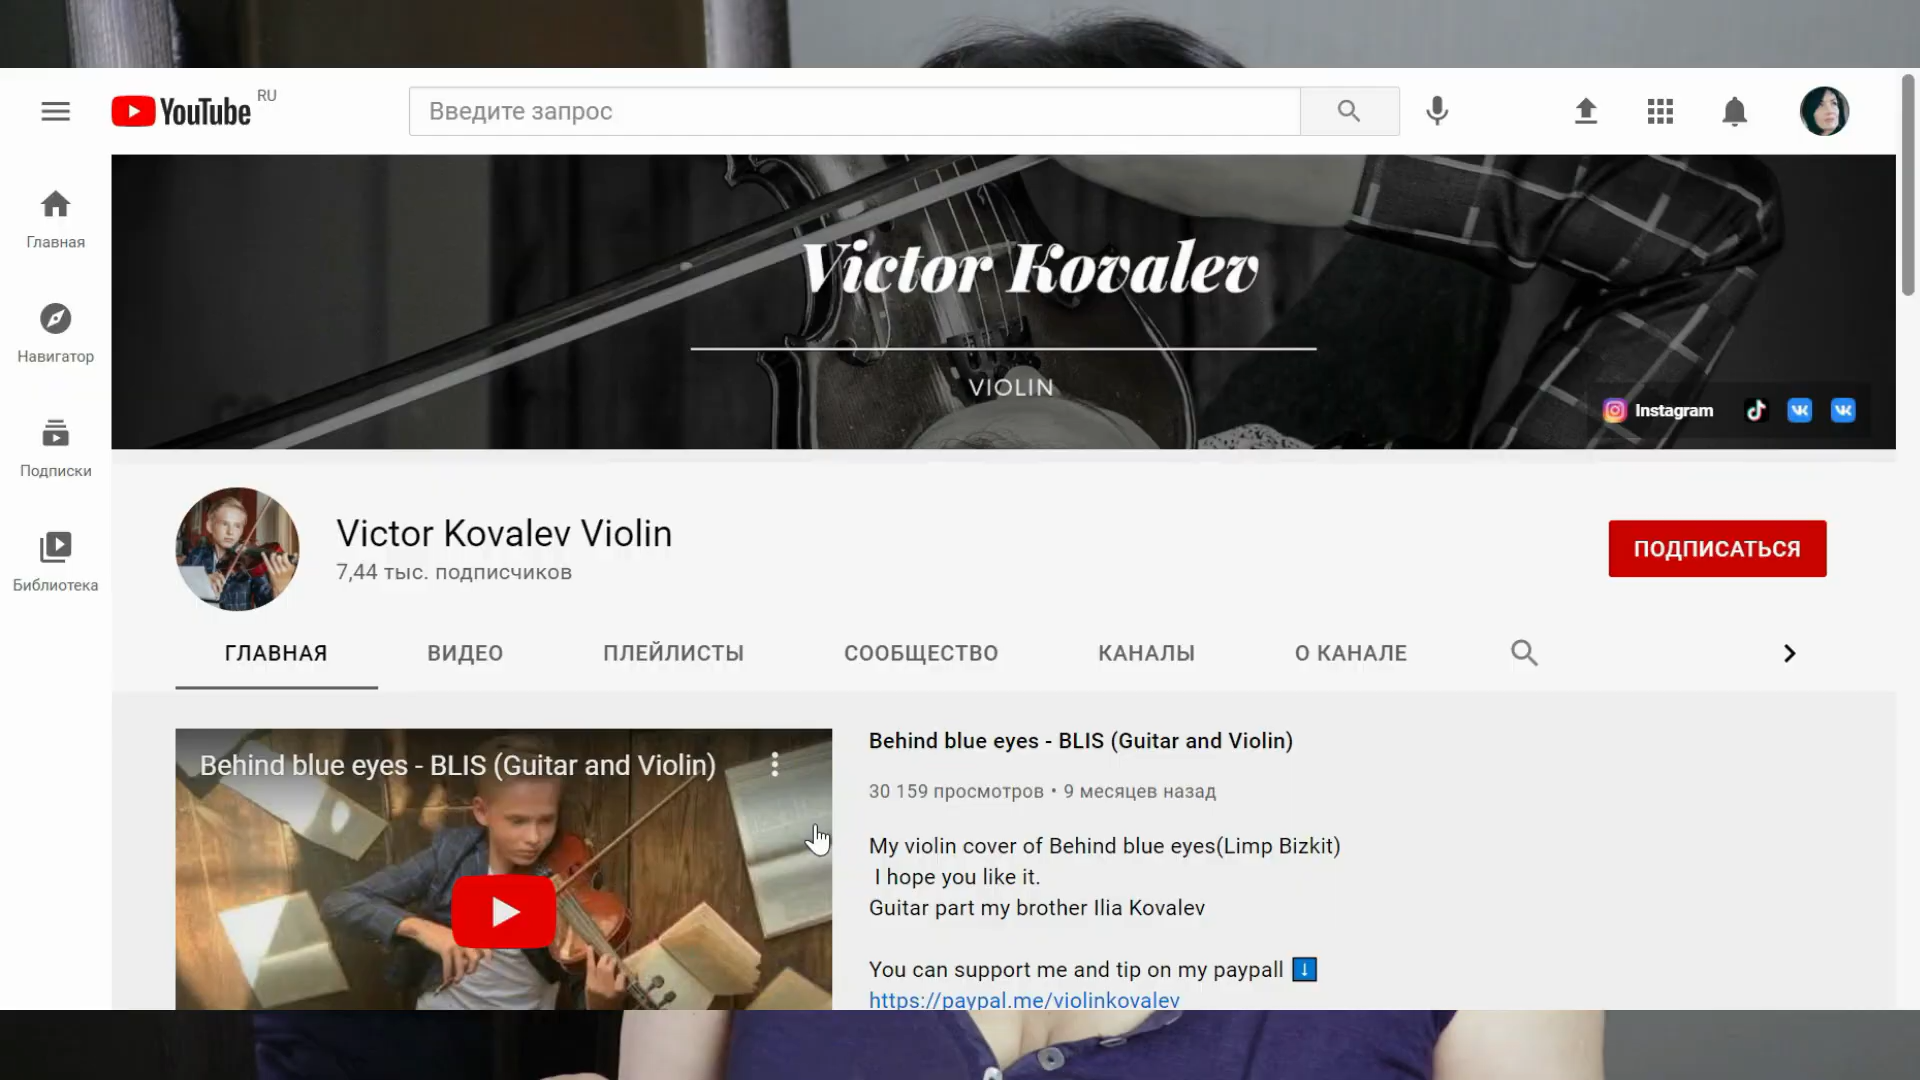 YouTube RU
Введите запрос
Главная
Навигатор
Подписки
Библиотека
Victor Kovalev
VIOLIN
Instagram
Victor Kovalev Violin
7,44 тыс. подписчиков
ПОДПИСАТЬСЯ
ГЛАВНАЯ ВИДЕО ПЛЕЙЛИСТЫ СООБЩЕСТВО КАНАЛЫ О КАНАЛЕ
Behind blue eyes - BLIS (Guitar and Violin)
Behind blue eyes - BLIS (Guitar and Violin)
30 159 просмотров • 9 месяцев назад
My violin cover of Behind blue eyes(Limp Bizkit)
I hope you like it.
Guitar part my brother Ilia Kovalev
You can support me and tip on my paypall ⬇
https://paypal.me/violinkovalev